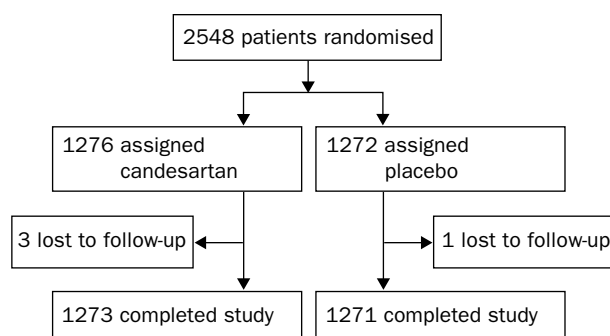 2548 patients randomised
1276 assigned
candesartan
1272 assigned
placebo
3 lost to follow-up
1 lost to follow-up
1273 completed study
1271 completed study